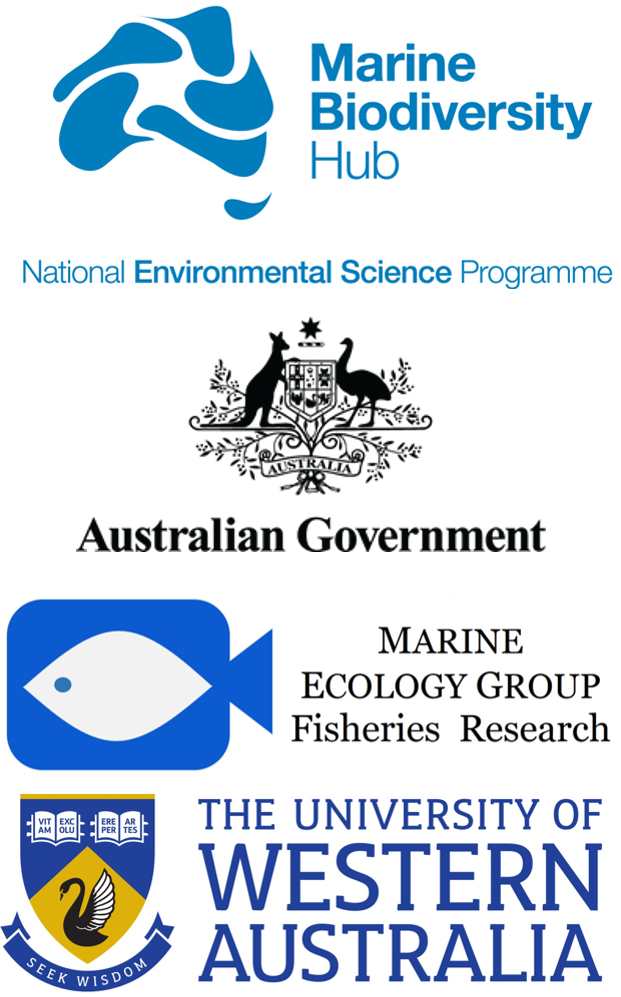 Marine
Biodiversity
Hub
National Environmental Science Programme
AUSTRALIA
Australian Government
MARINE
ECOLOGY GROUP
Fisheries Research
VIT EXC ERE AR
AM OLU PER TES
SEEK WISDOM
THE UNIVERSITY OF
WESTERN
AUSTRALIA